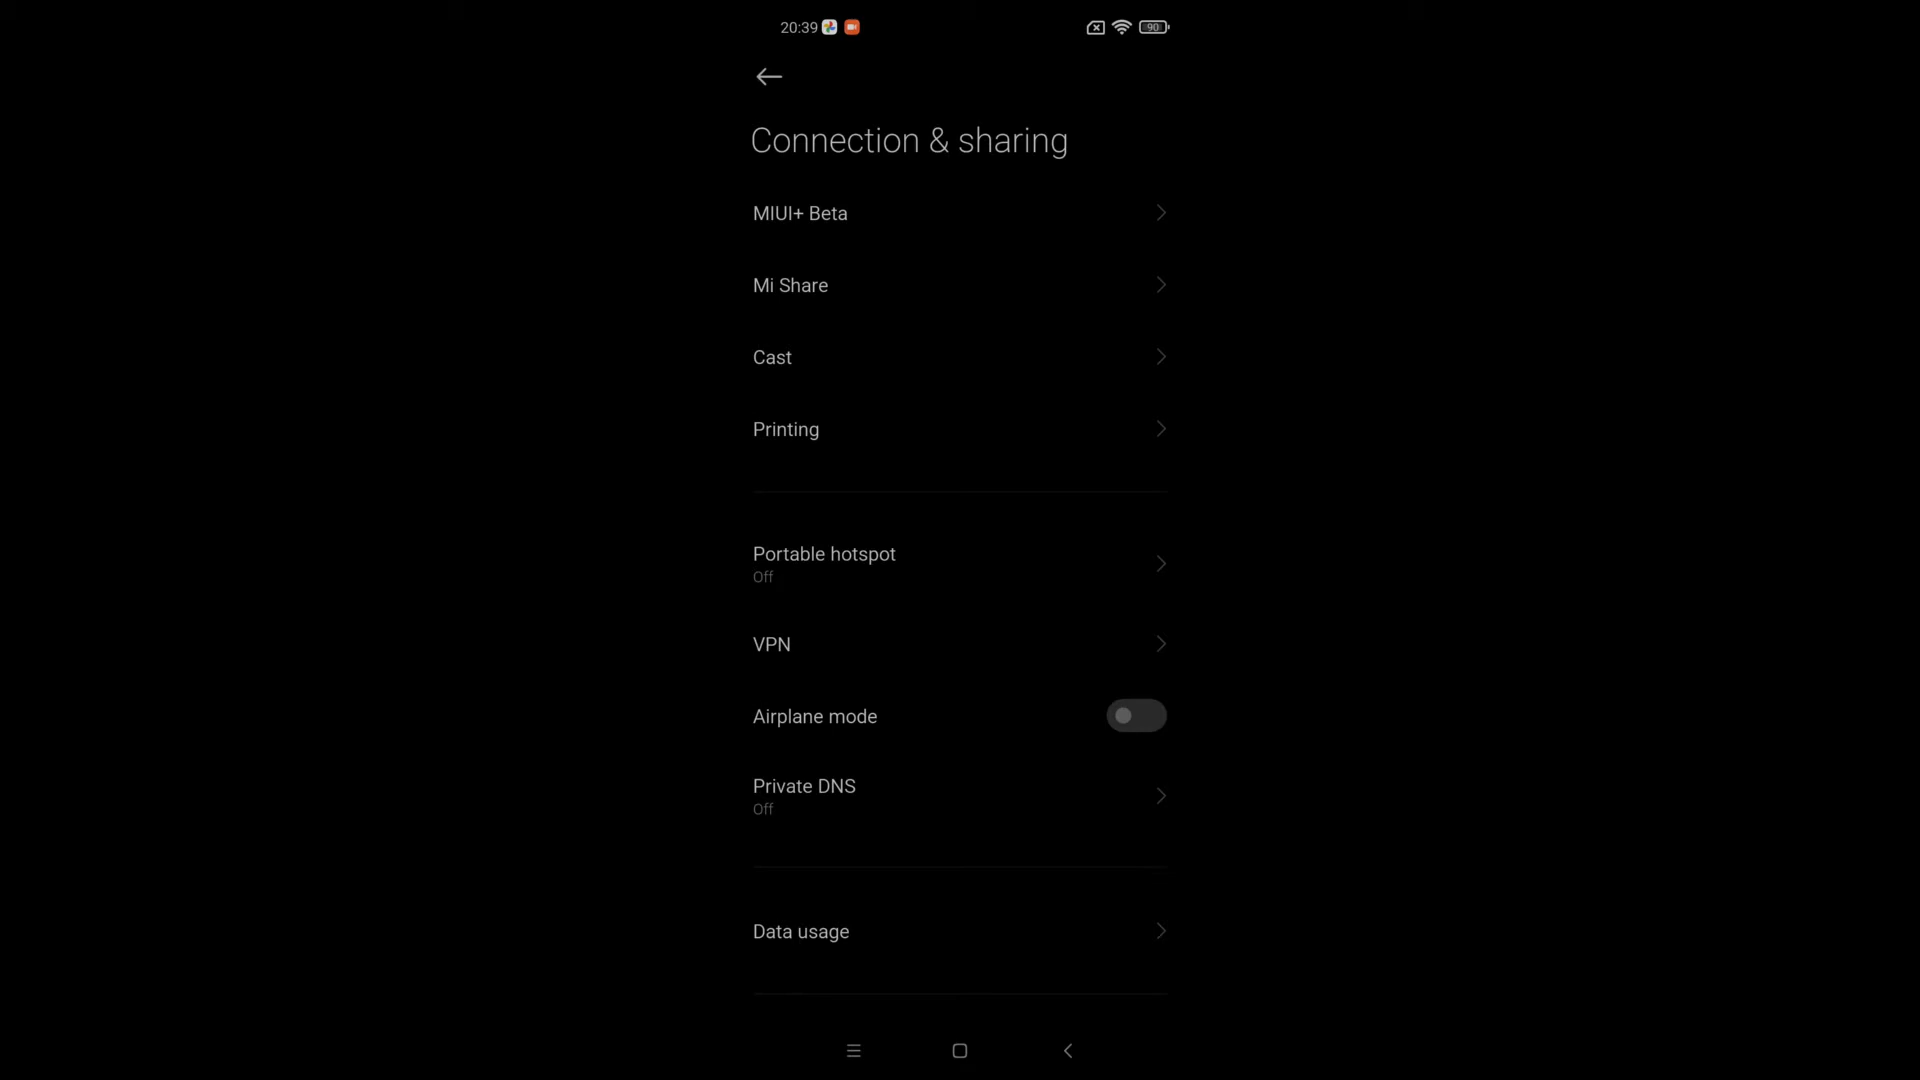 20:39 90
Connection & sharing
MIUI+ Beta
Mi Share
Cast
Printing
Portable hotspot
Off
VPN
Airplane mode
Private DNS
Off
Data usage